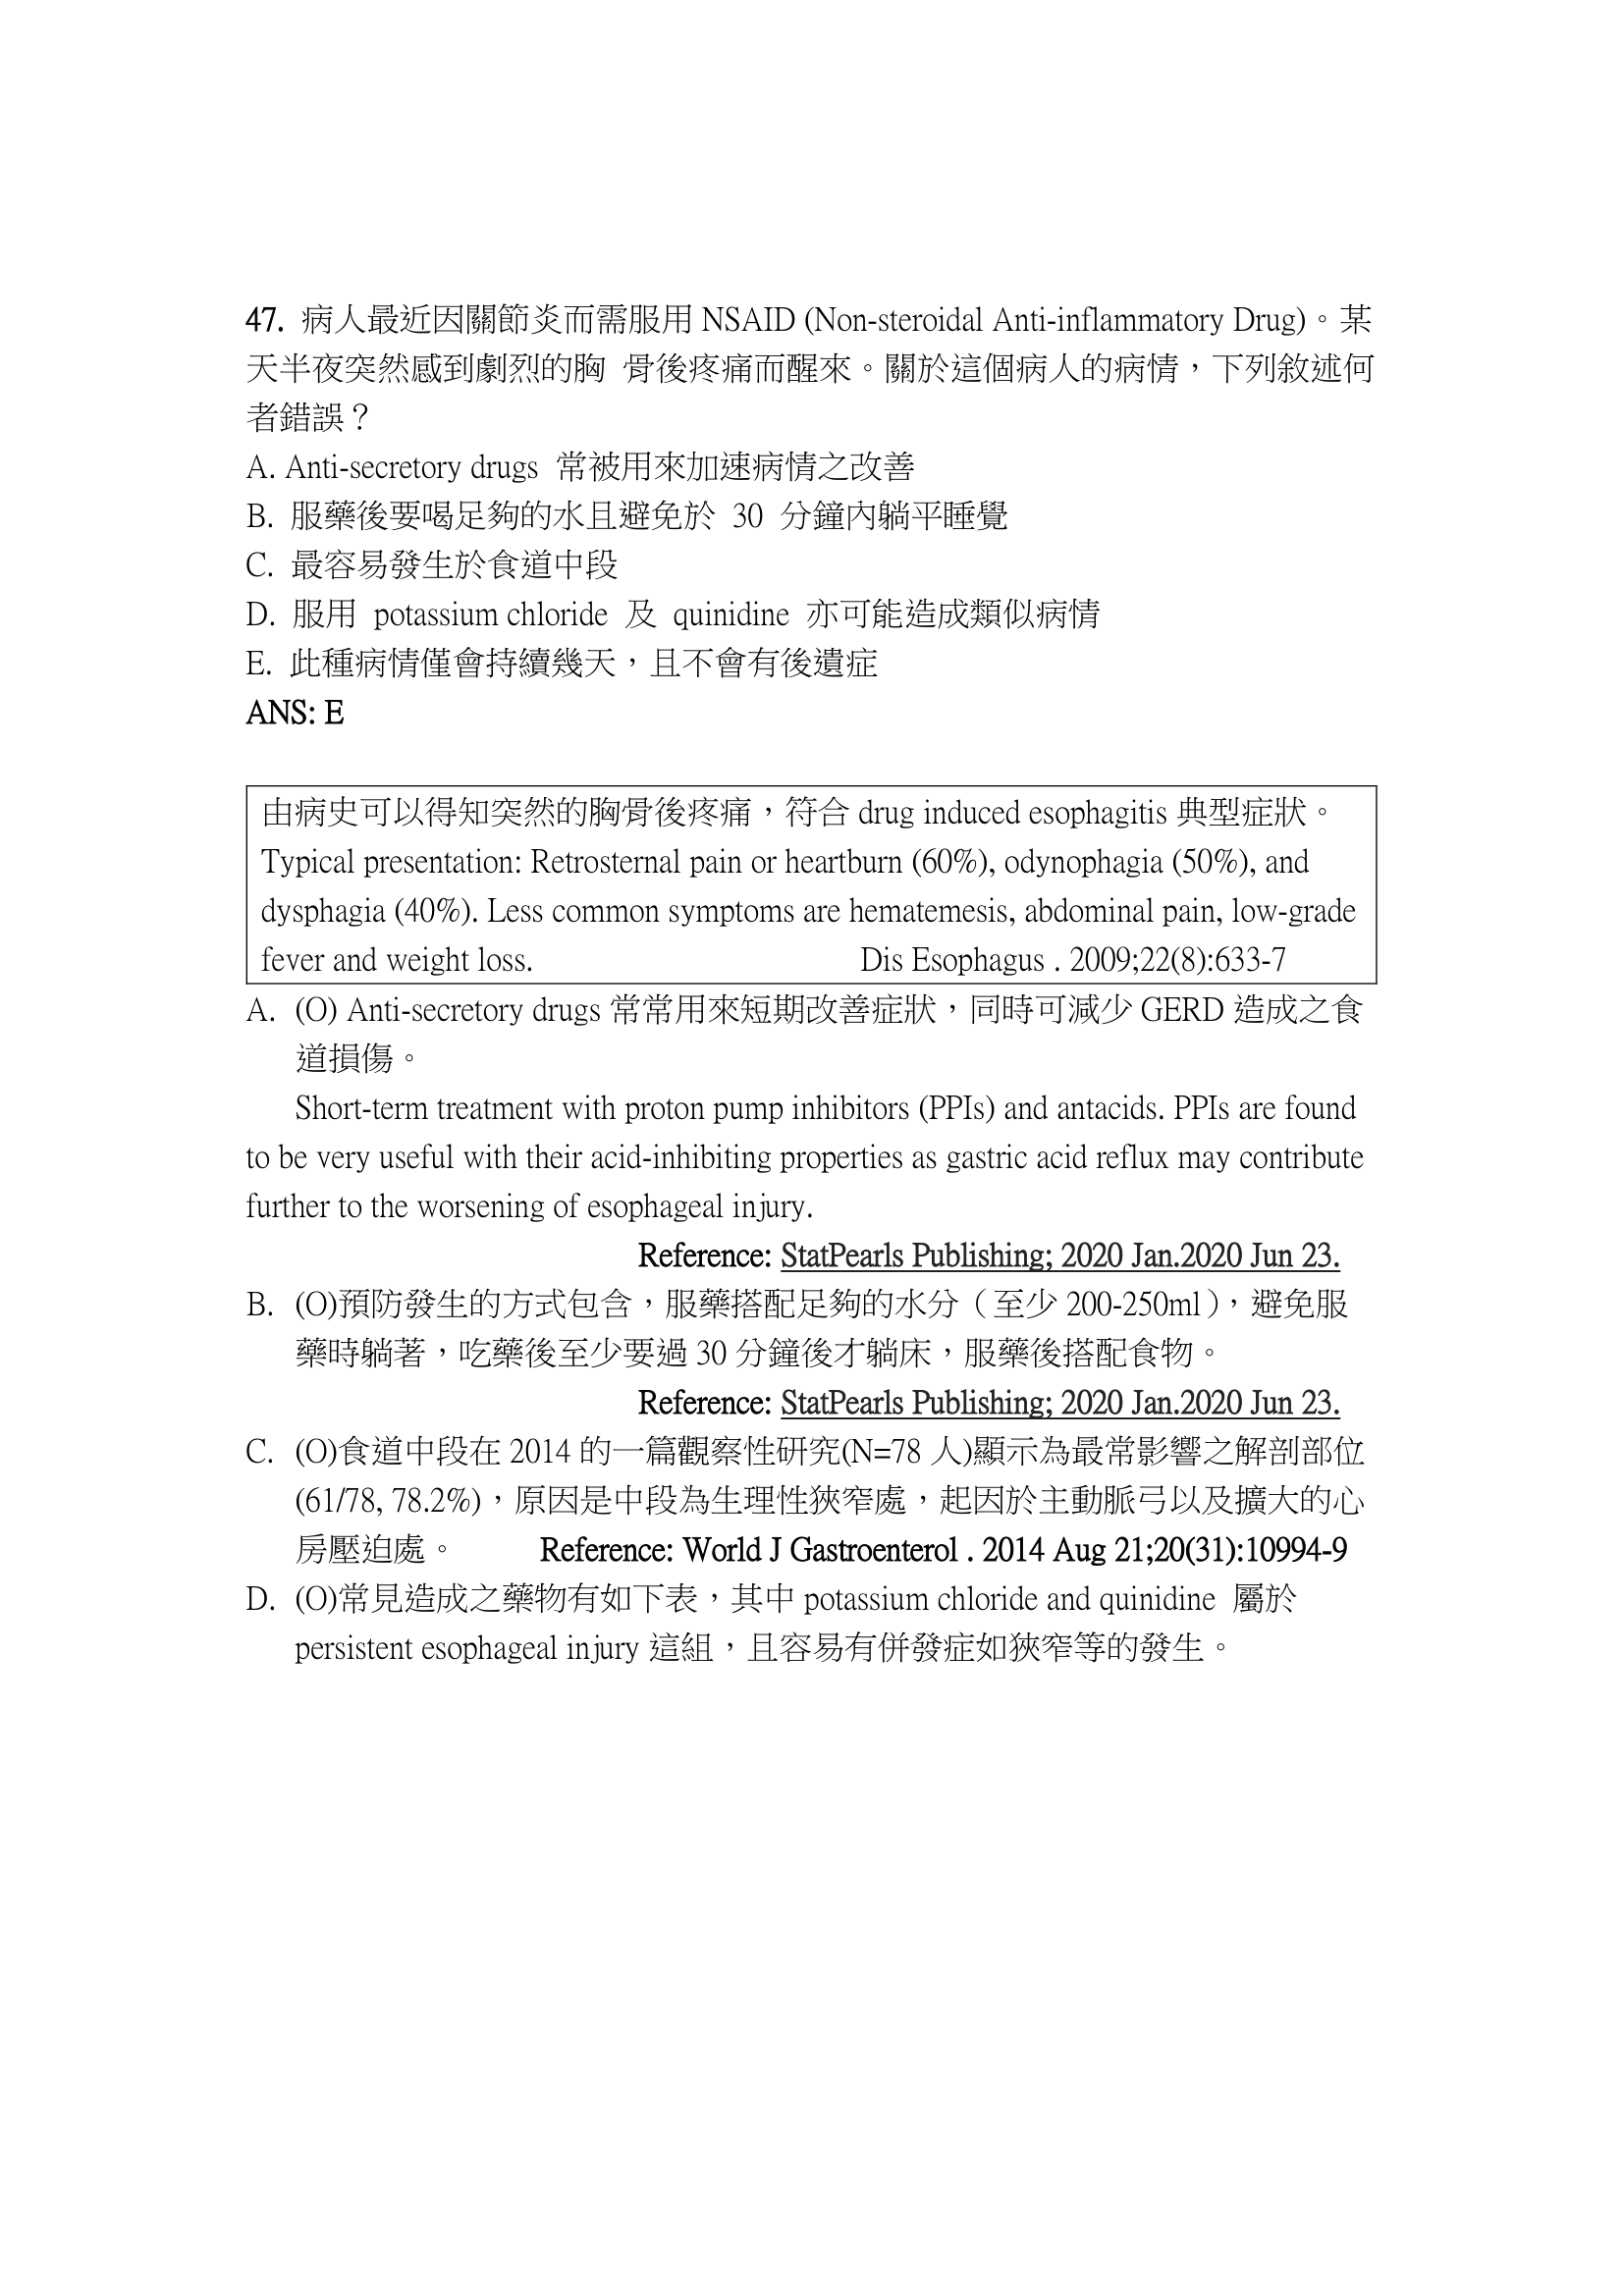 47. 病人最近因關節炎而需服用 NSAID (Non-steroidal Anti-inflammatory Drug)。某
天半夜突然感到劇烈的胸 骨後疼痛而醒來。關於這個病人的病情，下列敘述何
者錯誤？
A. Anti-secretory drugs 常被用來加速病情之改善
B. 服藥後要喝足夠的水且避免於 30 分鐘內躺平睡覺
C. 最容易發生於食道中段
D. 服用 potassium chloride 及 quinidine 亦可能造成類似病情
E. 此種病情僅會持續幾天，且不會有後遺症
ANS: E
由病史可以得知突然的胸骨後疼痛，符合 drug induced esophagitis 典型症狀。
Typical presentation: Retrosternal pain or heartburn (60%), odynophagia (50%), and
dysphagia (40%). Less common symptoms are hematemesis, abdominal pain, low-grade
fever and weight loss. Dis Esophagus . 2009;22(8):633-7
A. (O) Anti-secretory drugs 常常用來短期改善症狀，同時可減少 GERD 造成之食
道損傷。
Short-term treatment with proton pump inhibitors (PPIs) and antacids. PPIs are found
to be very useful with their acid-inhibiting properties as gastric acid reflux may contribute
further to the worsening of esophageal injury.
Reference: StatPearls Publishing; 2020 Jan.2020 Jun 23.
B. (O)預防發生的方式包含，服藥搭配足夠的水分（至少 200-250ml），避免服
藥時躺著，吃藥後至少要過 30 分鐘後才躺床，服藥後搭配食物。
Reference: StatPearls Publishing; 2020 Jan.2020 Jun 23.
C. (O)食道中段在 2014 的一篇觀察性研究(N=78 人)顯示為最常影響之解剖部位
(61/78, 78.2%)，原因是中段為生理性狹窄處，起因於主動脈弓以及擴大的心
房壓迫處。 Reference: World J Gastroenterol . 2014 Aug 21;20(31):10994-9
D. (O)常見造成之藥物有如下表，其中 potassium chloride and quinidine 屬於
persistent esophageal injury 這組，且容易有併發症如狹窄等的發生。